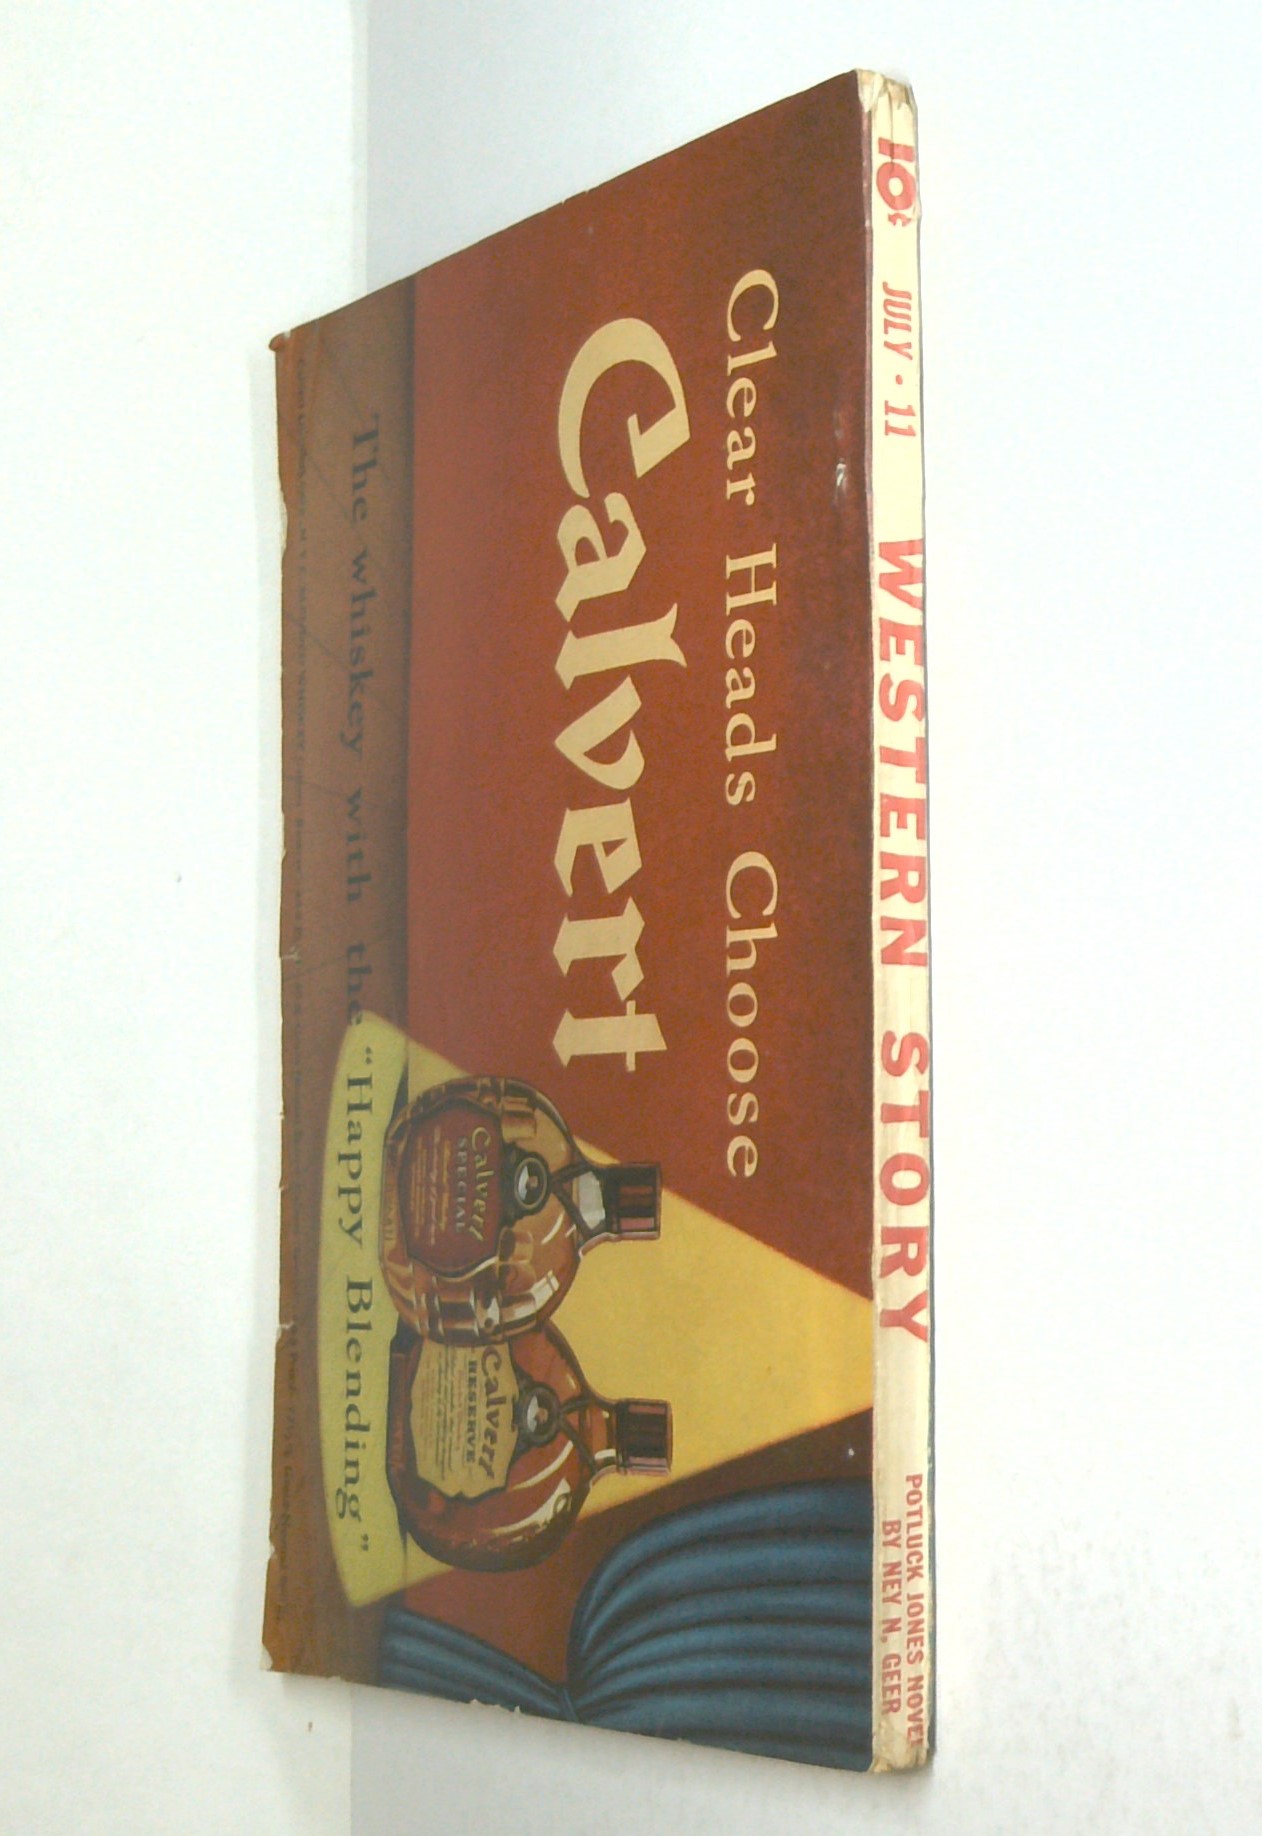 10¢ JULY • 11 WESTERN STORY
POTLUCK JONES NOVEL
BY NEY N. GEER
Clear Heads Choose
Calvert
Calvert
SPECIAL
Calvert
RESERVE
The whiskey with the “Happy Blending”